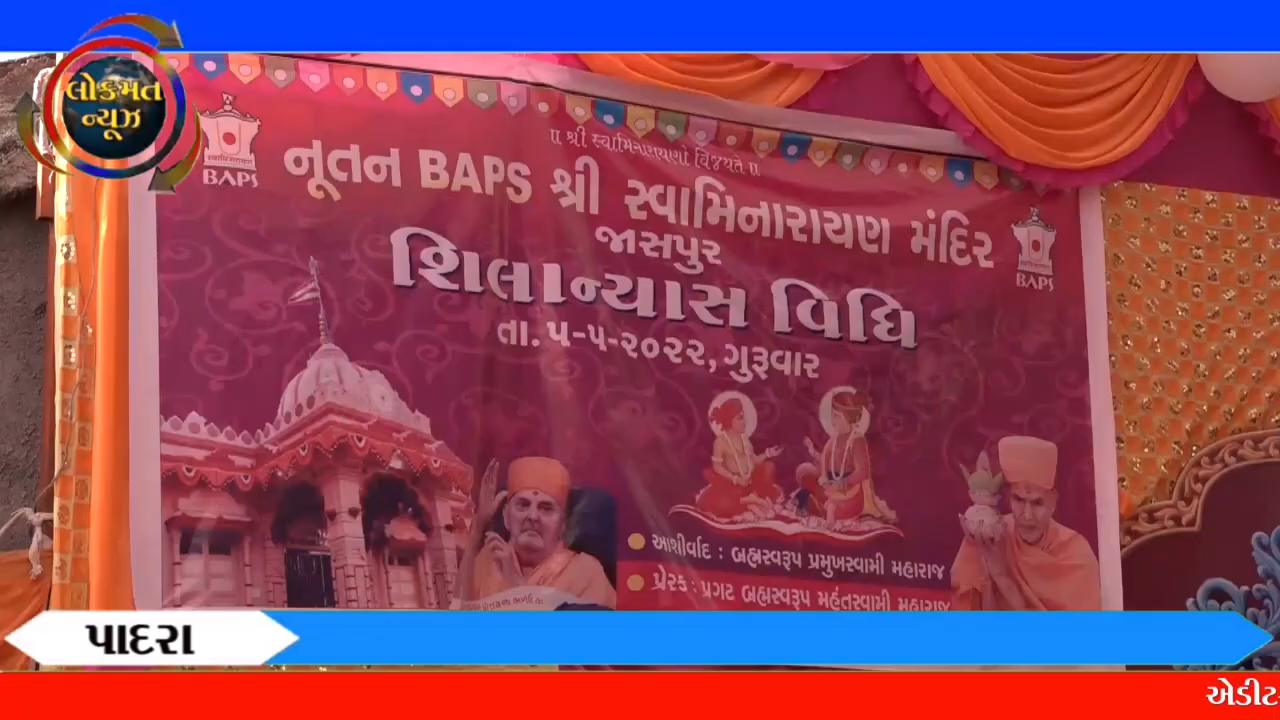 લોકમત
ન્યૂઝ
॥ શ્રી સ્વામિનારાયણો વિજયતે ॥
સ્વામિનારાયણ
BAPS
નૂતન BAPS શ્રી સ્વામિનારાયણ મંદિર
BAPS
જાસપુર
શિલાન્યાસ વિધિ
તા. ૫-૫-૨૦૨૨, ગુરૂવાર
આશીર્વાદ : બ્રહ્મસ્વરૂપ પ્રમુખસ્વામી મહારાજ
પ્રેરક : પ્રગટ બ્રહ્મસ્વરૂપ મહંતસ્વામી મહારાજ
પાદરા
એડીટ